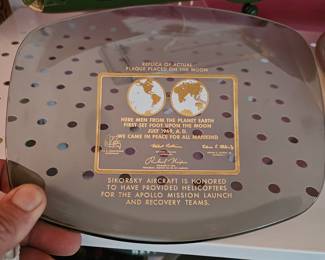 REPLICA OF ACTUAL
PLAQUE PLACED ON THE MOON
HERE MEN FROM THE PLANET EARTH
FIRST SET FOOT UPON THE MOON
JULY 1969, A.D.
WE CAME IN PEACE FOR ALL MANKIND
Richard Nixon
SIKORSKY AIRCRAFT IS HONORED
TO HAVE PROVIDED HELICOPTERS
FOR THE APOLLO MISSION LAUNCH
AND RECOVERY TEAMS.